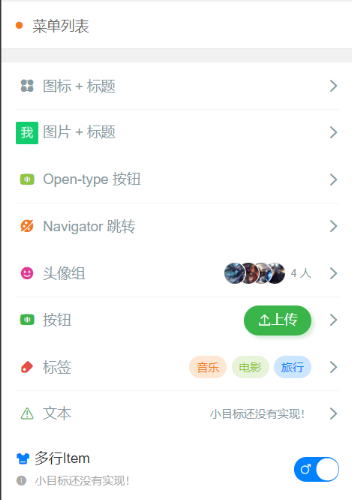 菜单列表
图标 + 标题
我 图片 + 标题
Open-type 按钮
Navigator 跳转
头像组 4 人
按钮 上传
标签 音乐 电影 旅行
文本 小目标还没有实现！
多行Item
小目标还没有实现！